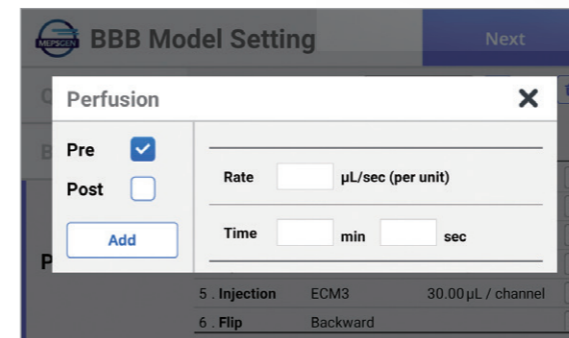 MEPSGEN BBB Model Setting Next
Perfusion
Pre
Post
Add
Rate µL/sec (per unit)
Time min sec
P
5 . Injection ECM3 30.00 µL / channel
6 . Flip Backward